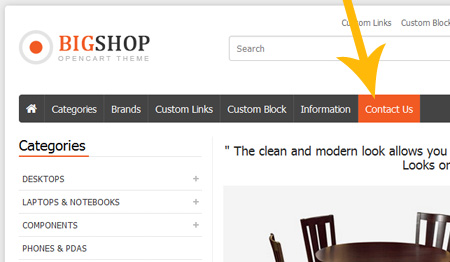 Custom Links Custom Block
BIGSHOP
OPENCART THEME
Search
Categories Brands Custom Links Custom Block Information Contact Us
Categories
" The clean and modern look allows you
Looks or
DESKTOPS +
LAPTOPS & NOTEBOOKS +
COMPONENTS +
PHONES & PDAS